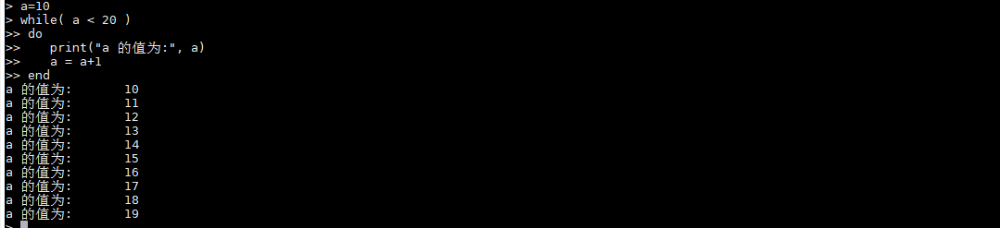 > a=10
> while( a < 20 )
>> do
>>    print("a 的值为:", a)
>>    a = a+1
>> end
a 的值为:       10
a 的值为:       11
a 的值为:       12
a 的值为:       13
a 的值为:       14
a 的值为:       15
a 的值为:       16
a 的值为:       17
a 的值为:       18
a 的值为:       19
>